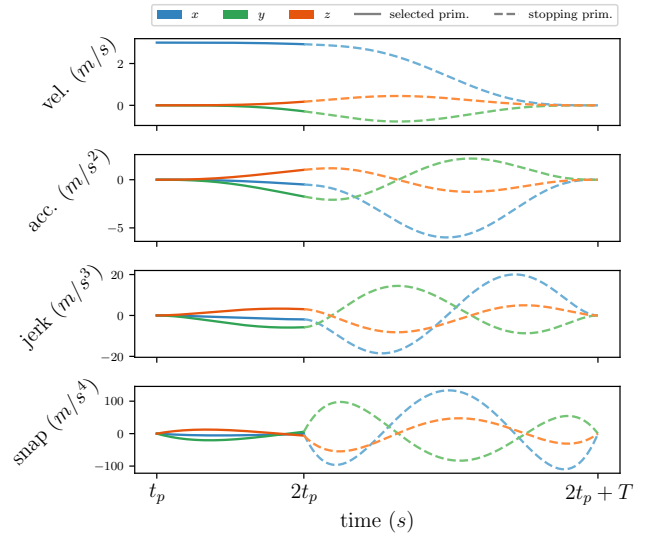 x y z selected prim. stopping prim.
vel. (m/s)
2
0
acc. (m/s²)
0
−5
jerk (m/s³)
20
0
−20
snap (m/s⁴)
100
0
−100
t_p 2t_p 2t_p + T
time (s)